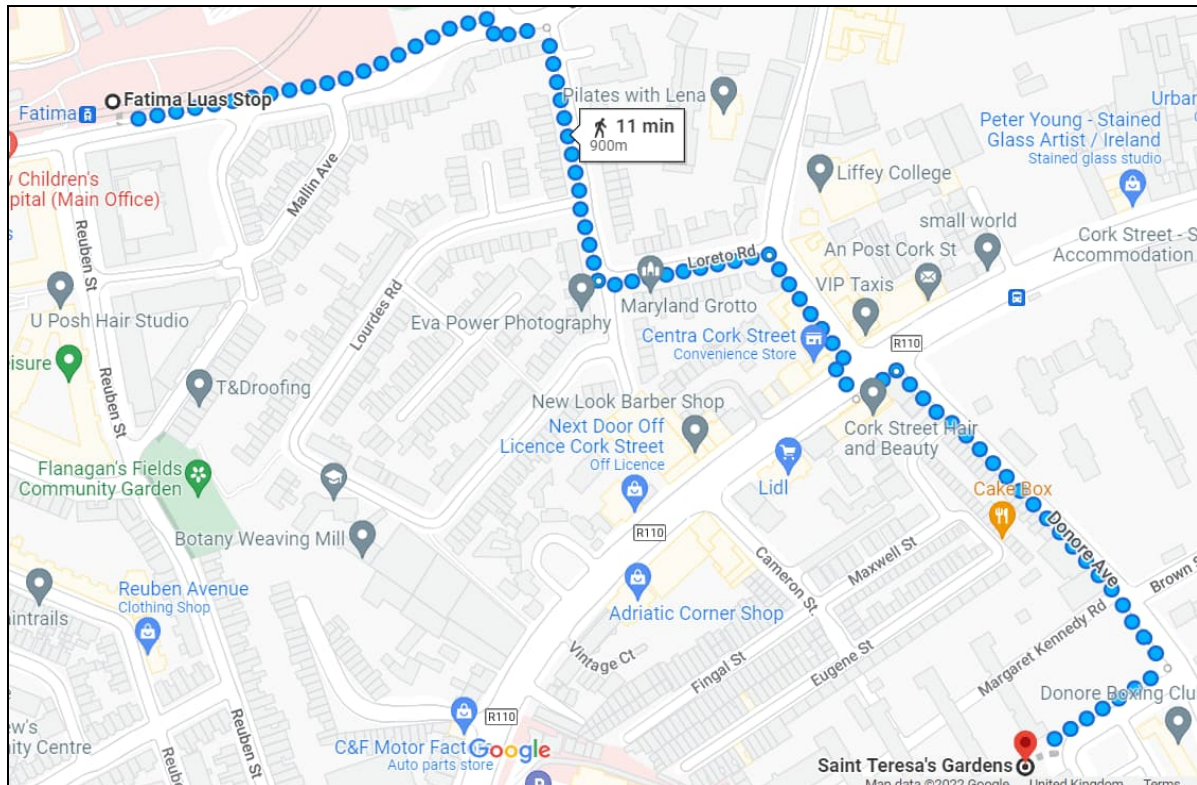 Pilates with Lena
Urban
Fatima Luas Stop
Fatima
11 min
900m
Peter Young - Stained
Glass Artist / Ireland
Stained glass studio
Children's
pital (Main Office)
Mallin Ave
Liffey College
small world
Reuben St
Loreto Rd
An Post Cork St
Cork Street - S
Accommodation
U Posh Hair Studio
Lourdes Rd
Maryland Grotto
VIP Taxis
Eva Power Photography
Centra Cork Street
Convenience Store
R110
eisure
T&Droofing
New Look Barber Shop
Next Door Off
Licence Cork Street
Off Licence
Cork Street Hair
and Beauty
Reuben St
Flanagan's Fields
Community Garden
Lidl
Cake Box
Botany Weaving Mill
R110
Donore Ave
Maxwell St
Cameron St
Brown S
aintrails
Reuben Avenue
Clothing Shop
Adriatic Corner Shop
Margaret Kennedy Rd
Vintage Ct
Fingal St
Eugene St
Donore Boxing Clu
Reuben St
R110
ew's
ity Centre
C&F Motor Fact
Auto parts store
Google
Saint Teresa's Gardens
Map data ©2022 Google United Kingdom Terms